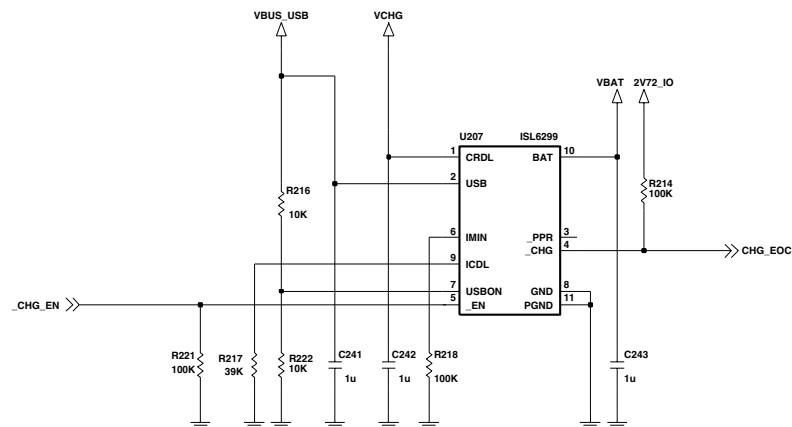 VBUS_USB VCHG
VBAT 2V72_IO
U207 ISL6299
1 CRDL BAT 10
2 USB
R216
10K
R214
100K
6 IMIN _PPR 3
_CHG 4 CHG_EOC
9 ICDL
7 USBON GND 8
_CHG_EN 5 _EN PGND 11
R221
100K
R217
39K
R222
10K
C241
1u
C242
1u
R218
100K
C243
1u